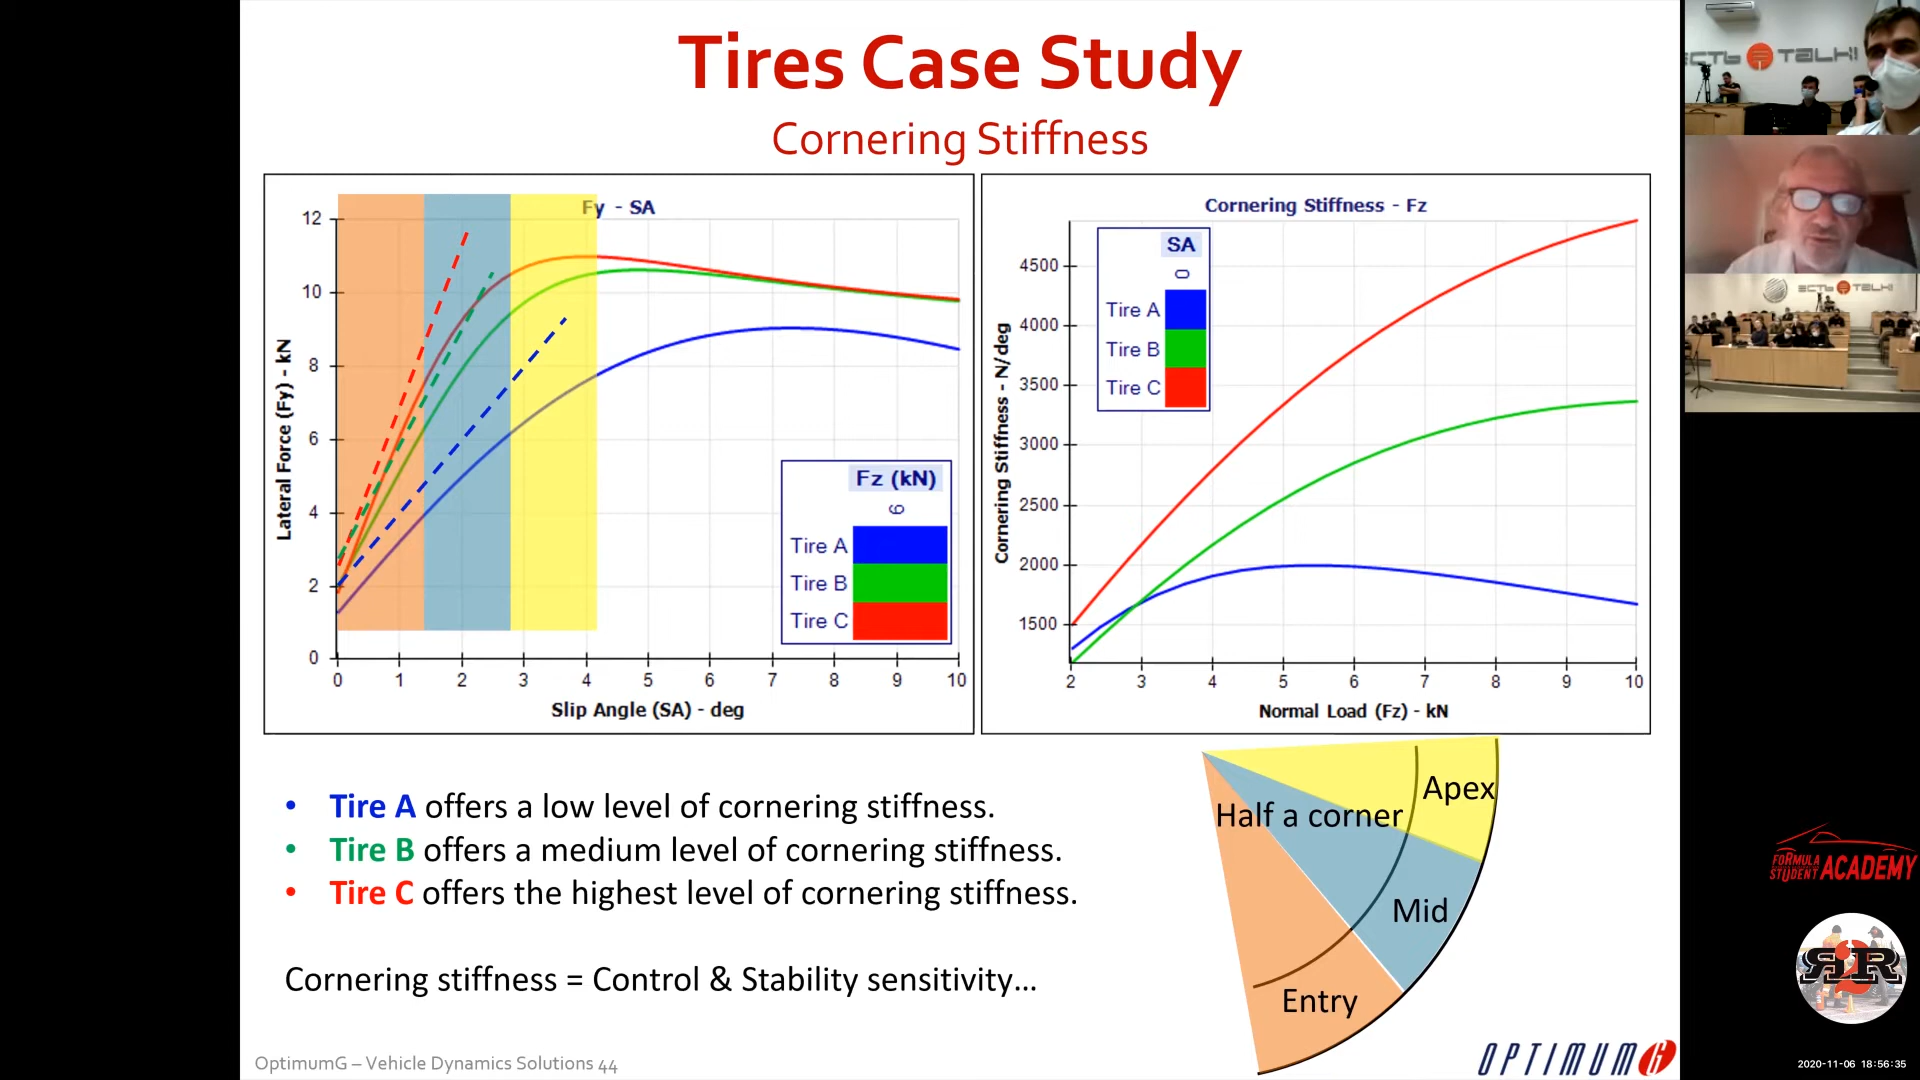 Tires Case Study
Cornering Stiffness
Fy - SA
12
10
8
6
4
2
0
0 1 2 3 4 5 6 7 8 9 10
Lateral Force (Fy) - kN
Slip Angle (SA) - deg
Fz (kN)
6
Tire A
Tire B
Tire C
Cornering Stiffness - Fz
4500
4000
3500
3000
2500
2000
1500
2 3 4 5 6 7 8 9 10
Cornering Stiffness - N/deg
Normal Load (Fz) - kN
SA
0
Tire A
Tire B
Tire C
• Tire A offers a low level of cornering stiffness.
• Tire B offers a medium level of cornering stiffness.
• Tire C offers the highest level of cornering stiffness.
Cornering stiffness = Control & Stability sensitivity...
Half a corner
Apex
Mid
Entry
OptimumG – Vehicle Dynamics Solutions 44
OPTIMUMG
ЕСТЬ TALK!
ЕСТЬ TALK!
FORMULA STUDENT ACADEMY
2020-11-06 18:56:35